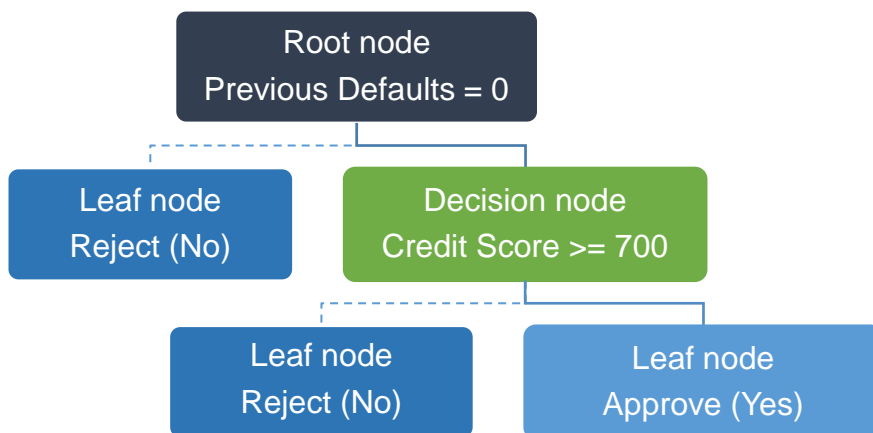 Root node
Previous Defaults = 0
Leaf node
Reject (No)
Decision node
Credit Score >= 700
Leaf node
Reject (No)
Leaf node
Approve (Yes)